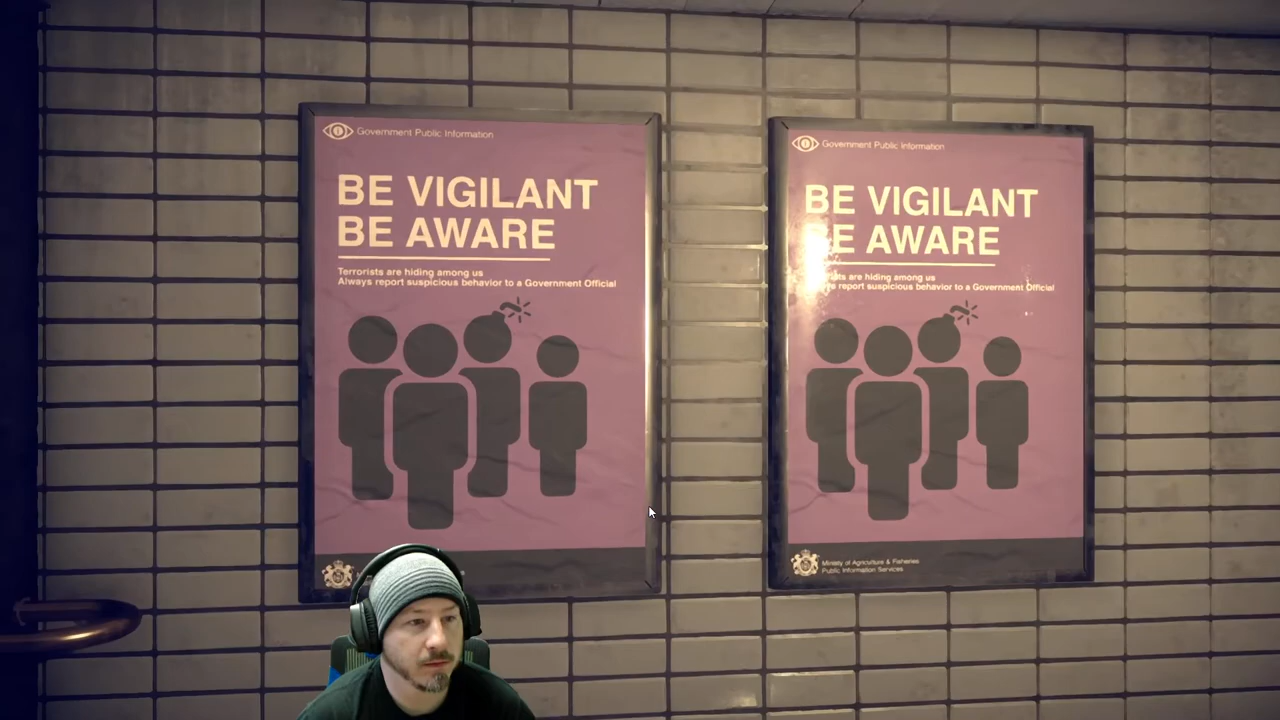 Government Public Information
BE VIGILANT
BE AWARE
Terrorists are hiding among us
Always report suspicious behavior to a Government Official
Government Public Information
BE VIGILANT
BE AWARE
are hiding among us
report suspicious behavior to a Government Official
Ministry of Agriculture & Fisheries
Public Information Services